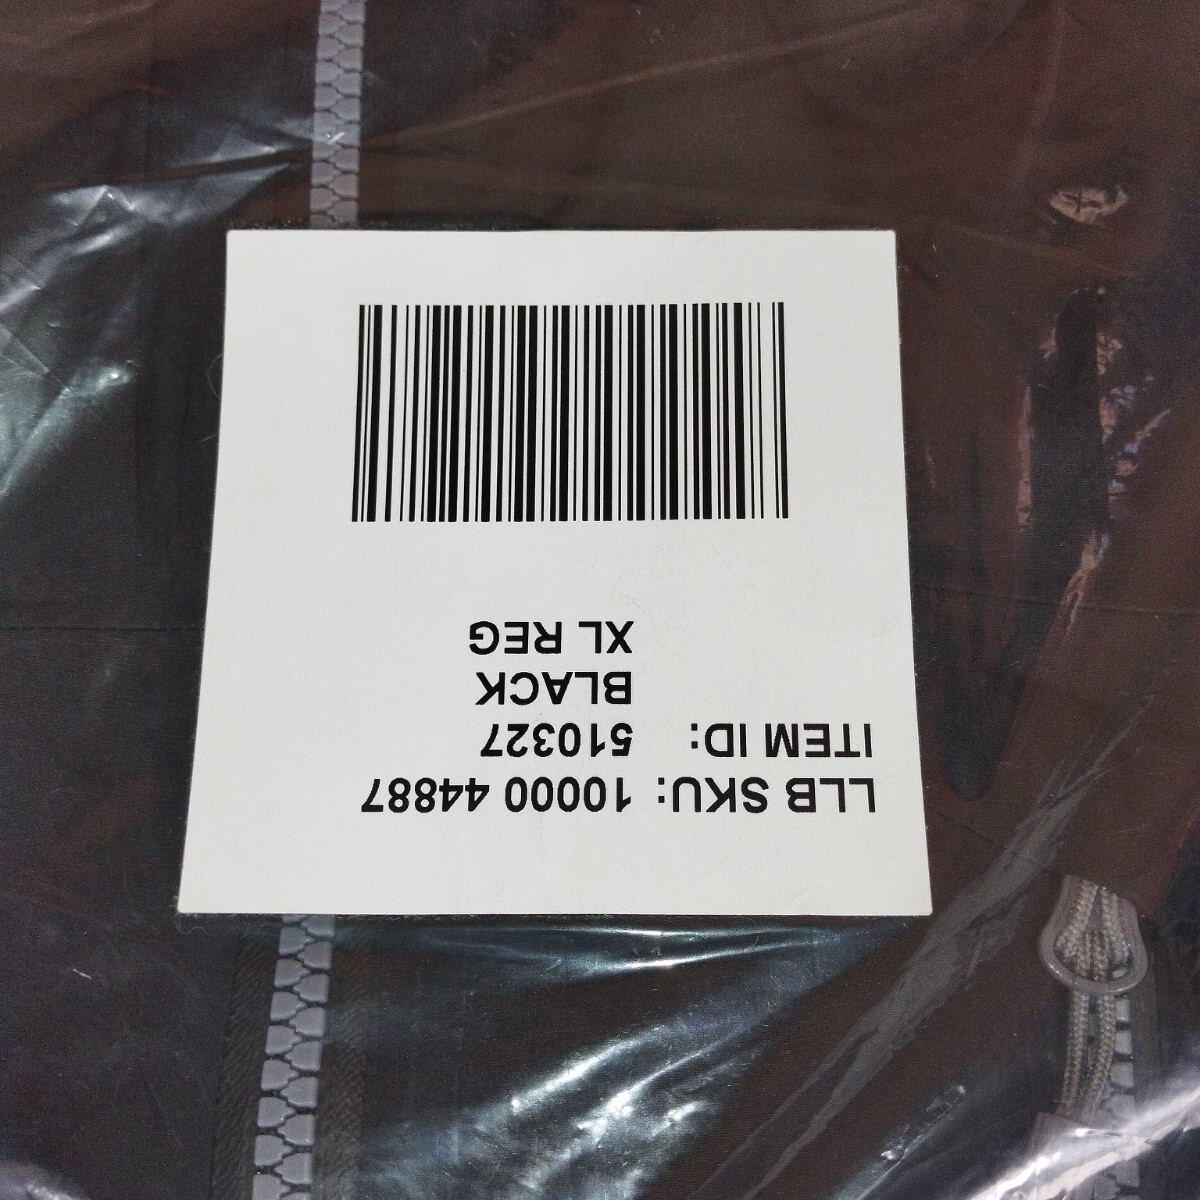 LLB SKU: 10000 44887
ITEM ID: 510327
BLACK
XL REG